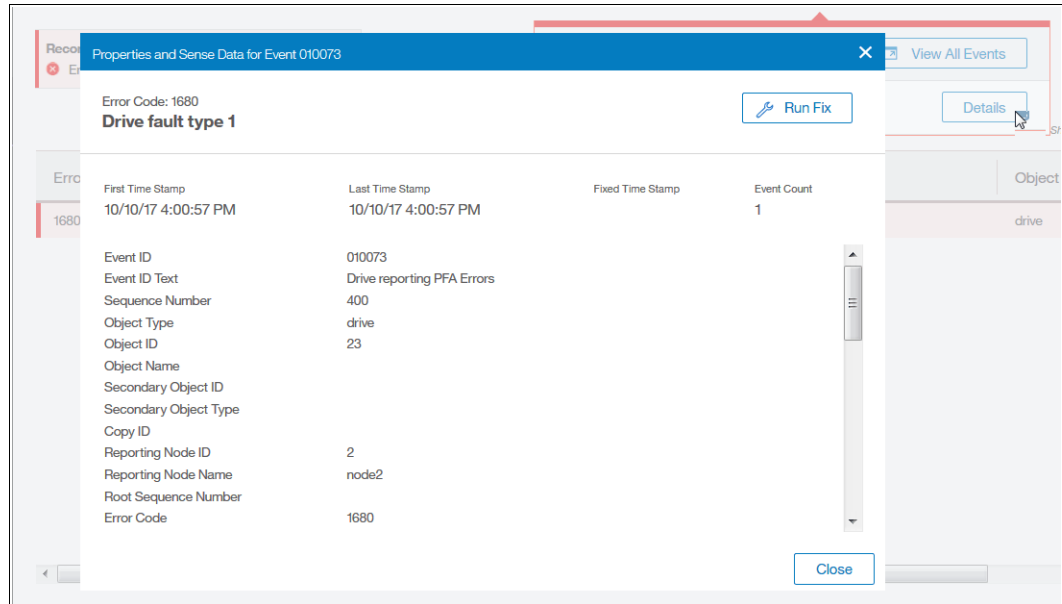 Recor
Properties and Sense Data for Event 010073
View All Events
Er
Error Code: 1680
Drive fault type 1
Run Fix
Details
Sh
Erro
First Time Stamp Last Time Stamp Fixed Time Stamp Event Count
Object
10/10/17 4:00:57 PM 10/10/17 4:00:57 PM 1
1680
drive
Event ID 010073
Event ID Text Drive reporting PFA Errors
Sequence Number 400
Object Type drive
Object ID 23
Object Name
Secondary Object ID
Secondary Object Type
Copy ID
Reporting Node ID 2
Reporting Node Name node2
Root Sequence Number
Error Code 1680
Close